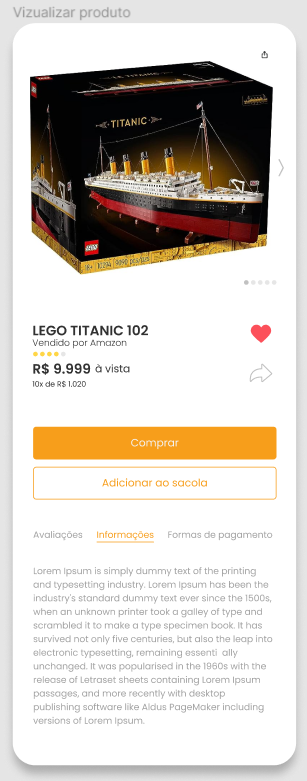 Vizualizar produto
TITANIC
LEGO
LEGO
LEGO TITANIC 102
Vendido por Amazon
R$ 9.999 à vista
10x de R$ 1.020
Comprar
Adicionar ao sacola
Avaliações Informações Formas de pagamento
Lorem Ipsum is simply dummy text of the printing
and typesetting industry. Lorem Ipsum has been the
industry's standard dummy text ever since the 1500s,
when an unknown printer took a galley of type and
scrambled it to make a type specimen book. It has
survived not only five centuries, but also the leap into
electronic typesetting, remaining essenti ally
unchanged. It was popularised in the 1960s with the
release of Letraset sheets containing Lorem Ipsum
passages, and more recently with desktop
publishing software like Aldus PageMaker including
versions of Lorem Ipsum.